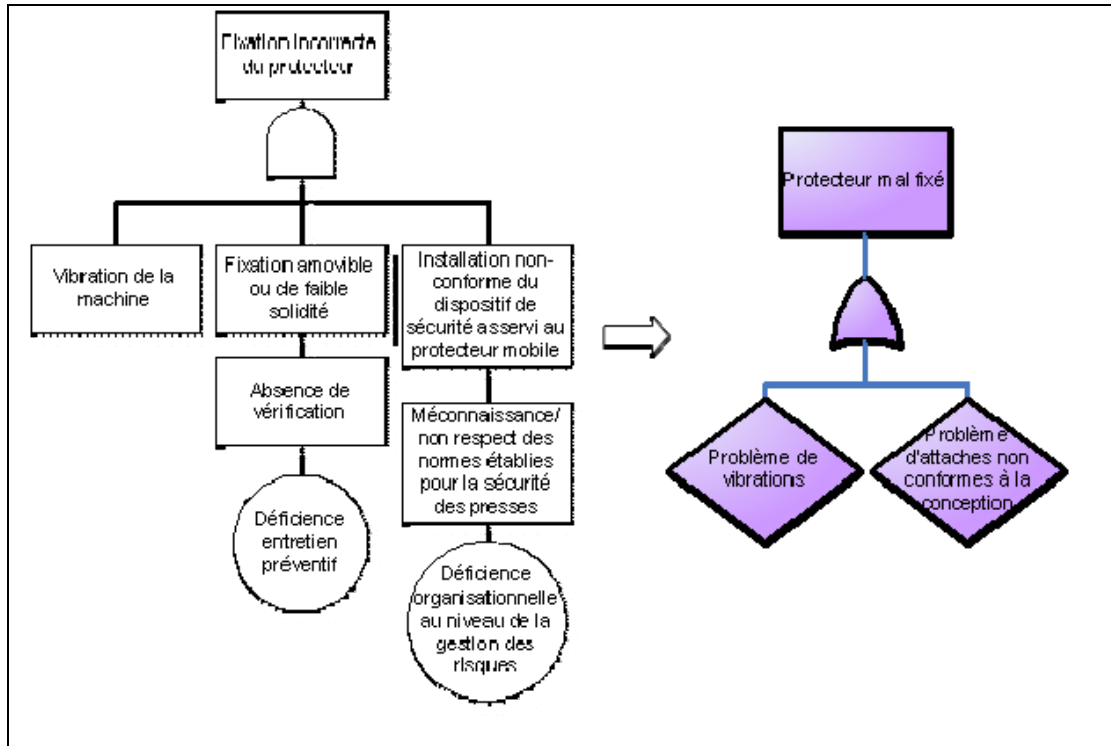 Fixation incorrecte
du protecteur
Vibration de la
machine
Fixation amovible
ou de faible
solidité
Installation non-
conforme du
dispositif de
sécurité asservi au
protecteur mobile
Absence de
vérification
Méconnaissance/
non respect des
normes établies
pour la sécurité
des presses
Déficience
entretien
préventif
Déficience
organisationnelle
au niveau de la
gestion des
risques
Protecteur mal fixé
Problème de
vibrations
Problème
d'attaches non
conformes à la
conception